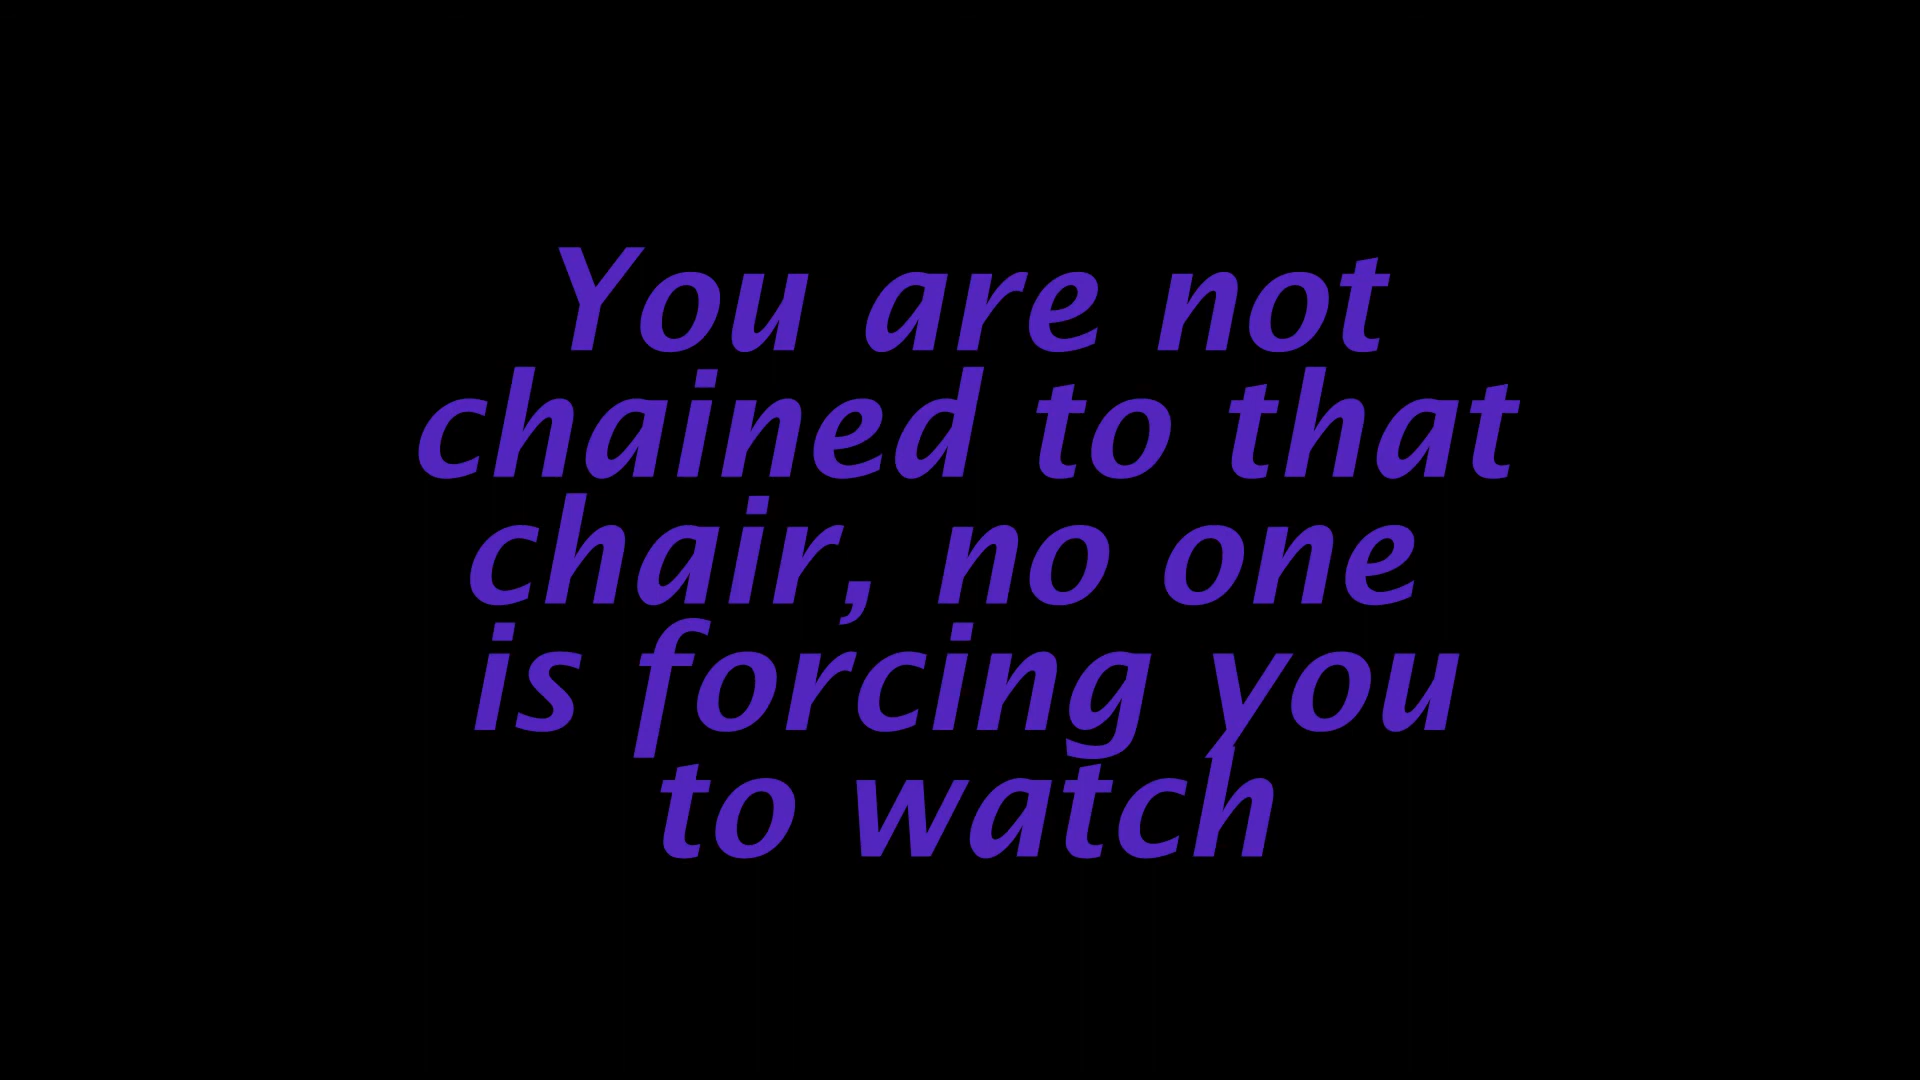 You are not
chained to that
chair, no one
is forcing you
to watch